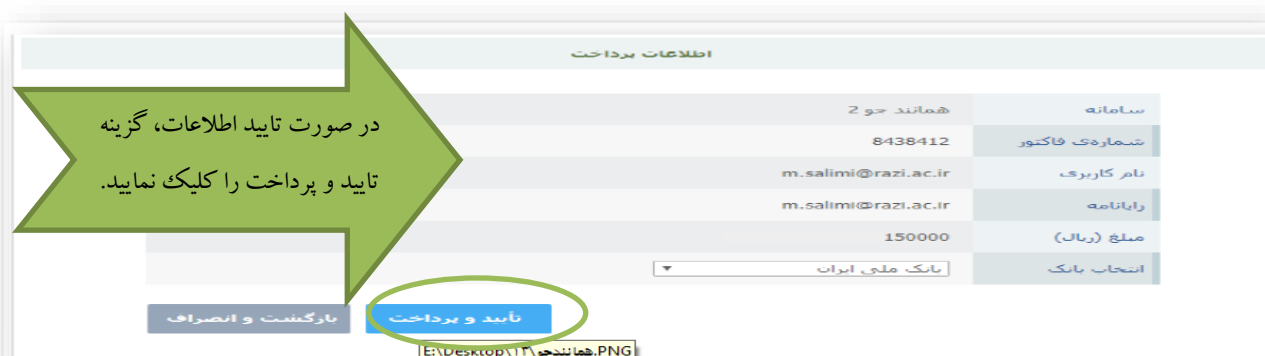 اطلاعات پرداخت
در صورت تایید اطلاعات، گزینه
تایید و پرداخت را کلیک نمایید.
سامانه همانند جو 2
شماره‌ی فاکتور 8438412
نام کاربری m.salimi@razi.ac.ir
رایانامه m.salimi@razi.ac.ir
مبلغ (ریال) 150000
انتخاب بانک بانک ملی ایران
تأیید و پرداخت بازگشت و انصراف
E:\Desktop\۱۳\همانندجو.PNG